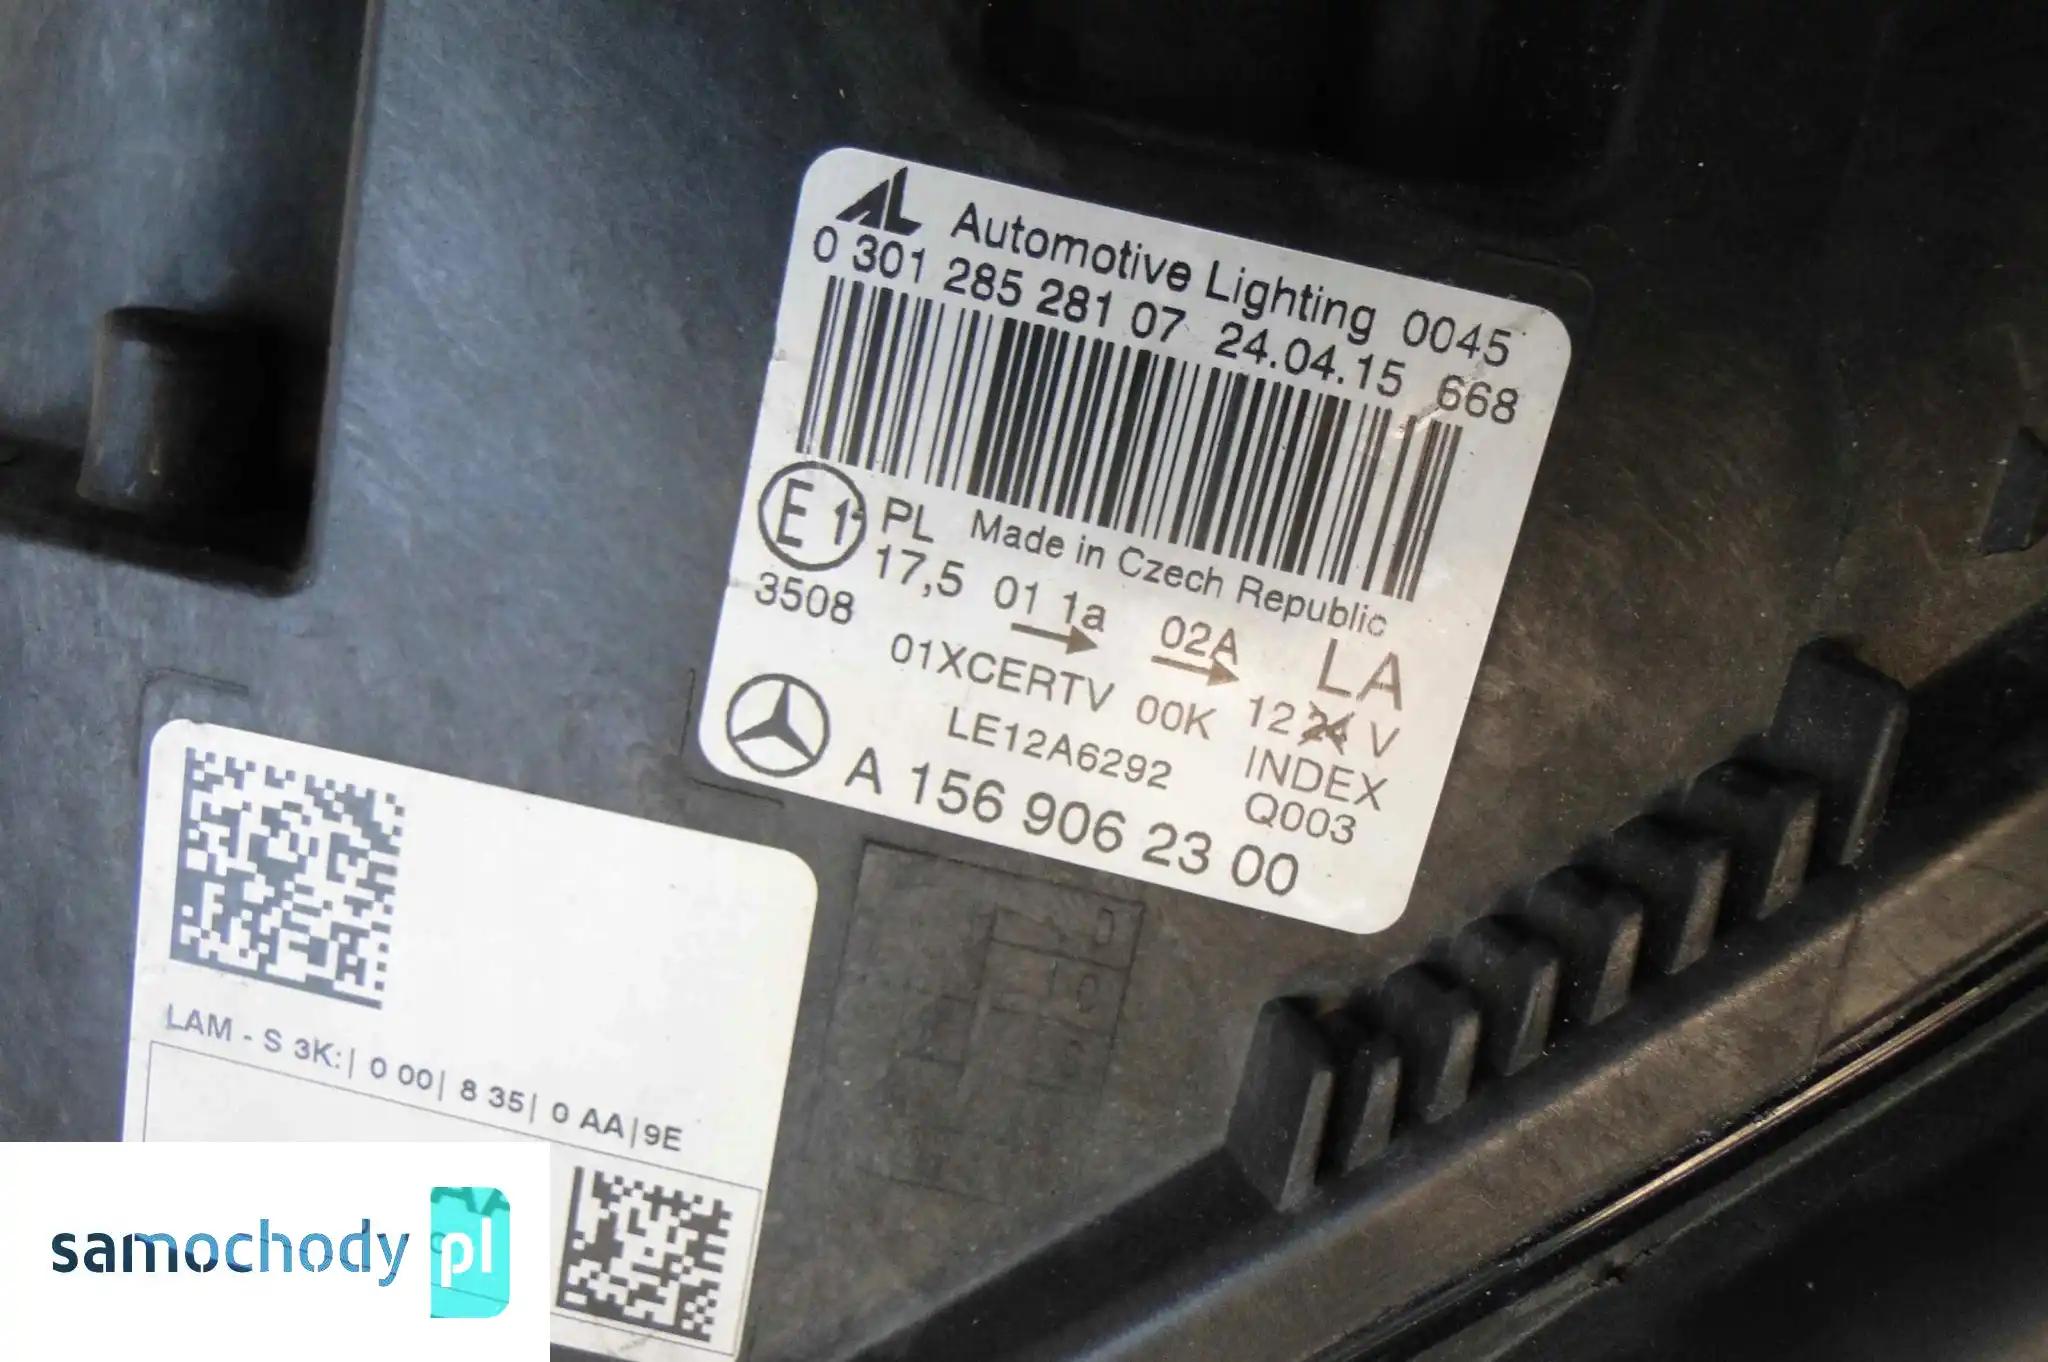 AL Automotive Lighting 0045
0 301 285 281 07 24.04.15 668
E1 PL Made in Czech Republic
3508 17,5 01 1a 02A LA
01XCERTV 00K 12 24 V
LE12A6292 INDEX
Q003
A 156 906 23 00
LAM - S 3K:| 0 00| 8 35| 0 AA|9E
samochody pl